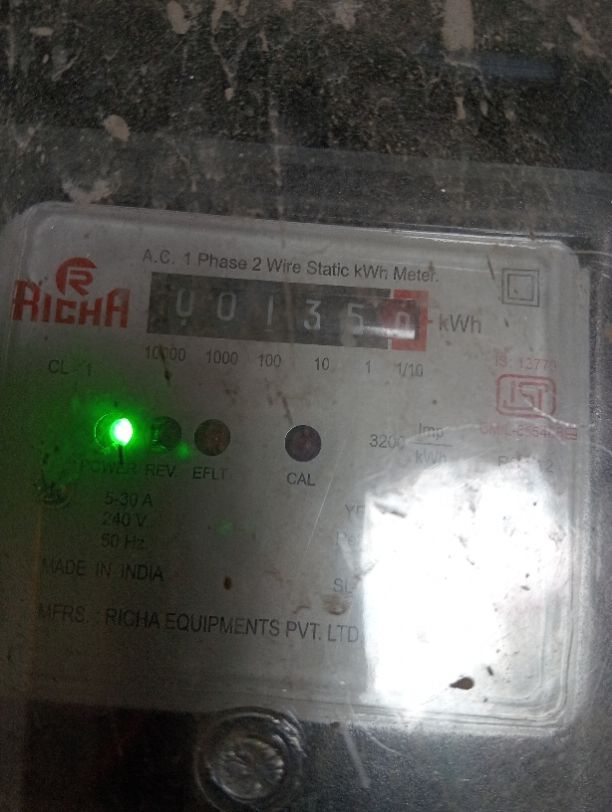 A.C. 1 Phase 2 Wire Static kWh Meter.
RICHA
00135 kWh
10000 1000 100 10 1 1/10
CL. 1
IS 13779
ISI
3200 Imp/kWh
POWER REV. EFLT CAL
5-30 A
240 V
50 Hz
MADE IN INDIA
MFRS. : RICHA EQUIPMENTS PVT. LTD